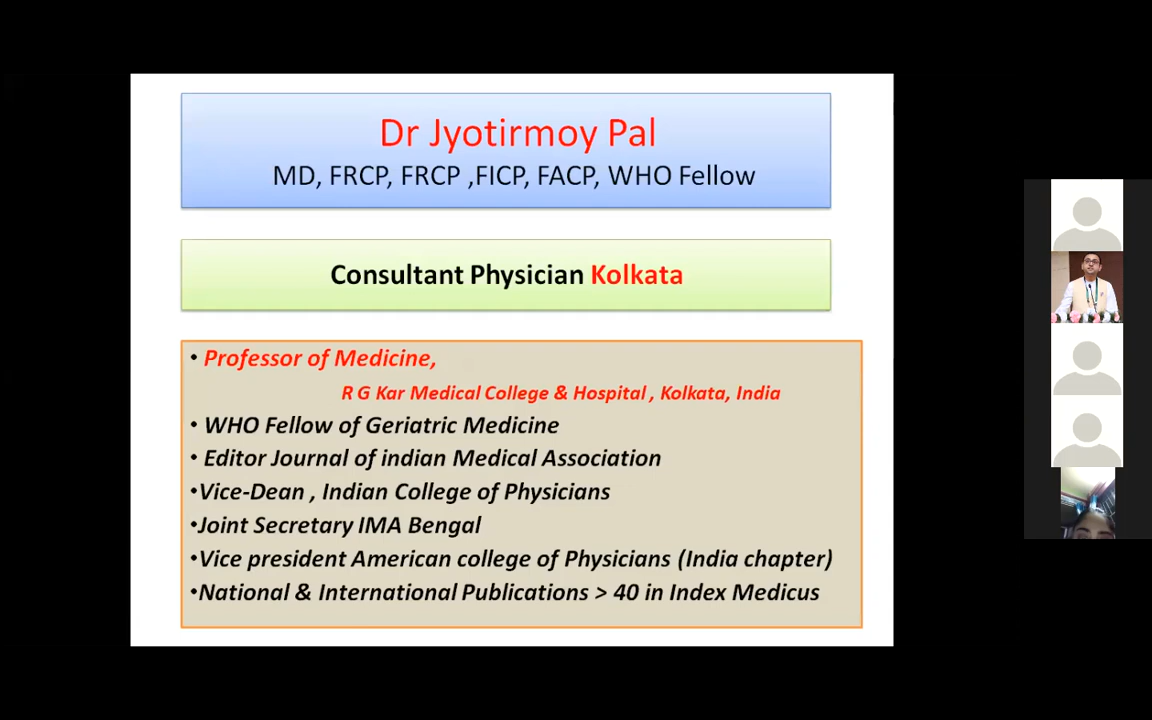 Dr Jyotirmoy Pal
MD, FRCP, FRCP ,FICP, FACP, WHO Fellow
Consultant Physician Kolkata
• Professor of Medicine,
R G Kar Medical College & Hospital , Kolkata, India
• WHO Fellow of Geriatric Medicine
• Editor Journal of indian Medical Association
•Vice-Dean , Indian College of Physicians
•Joint Secretary IMA Bengal
•Vice president American college of Physicians (India chapter)
•National & International Publications > 40 in Index Medicus